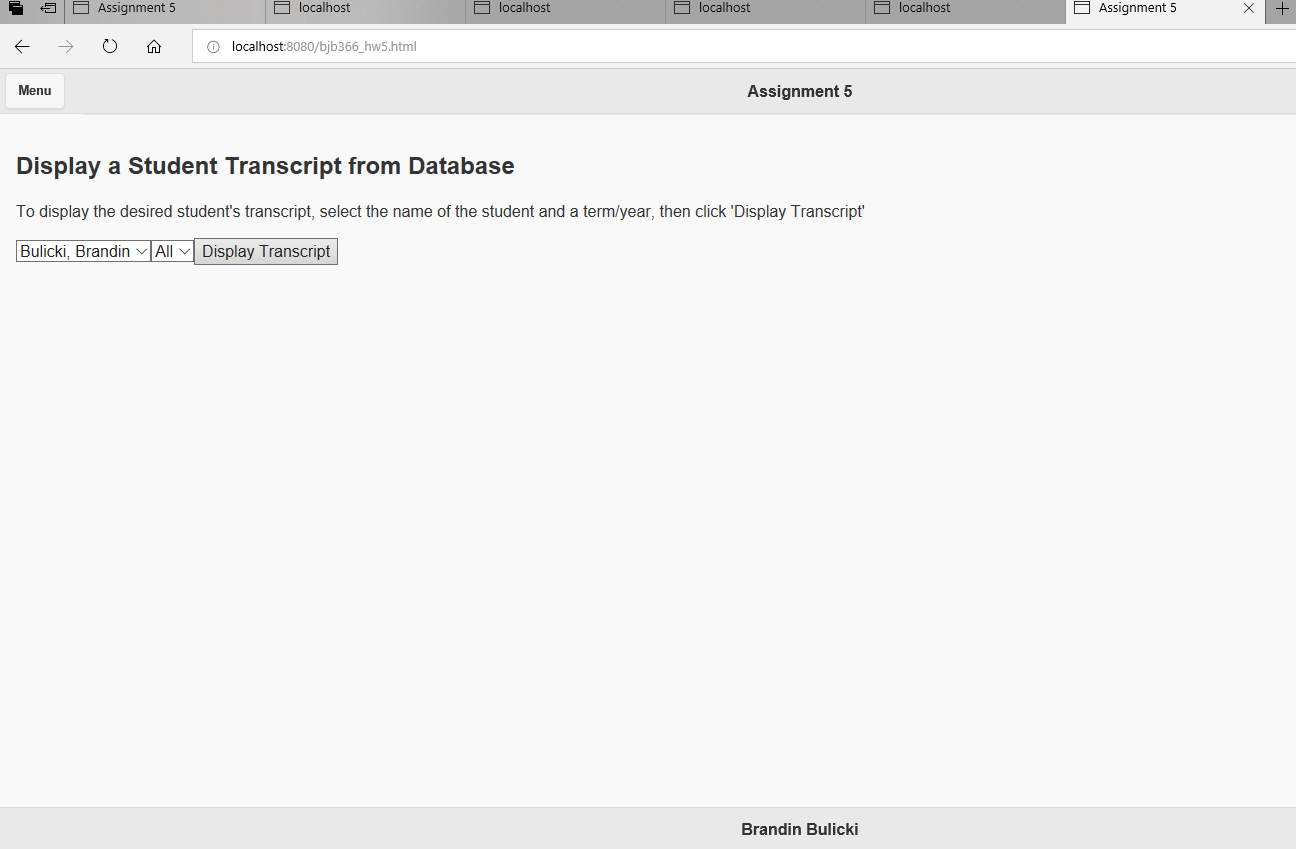 Assignment 5 localhost localhost localhost localhost Assignment 5
localhost:8080/bjb366_hw5.html
Menu Assignment 5
Display a Student Transcript from Database
To display the desired student's transcript, select the name of the student and a term/year, then click 'Display Transcript'
Bulicki, Brandin All Display Transcript
Brandin Bulicki